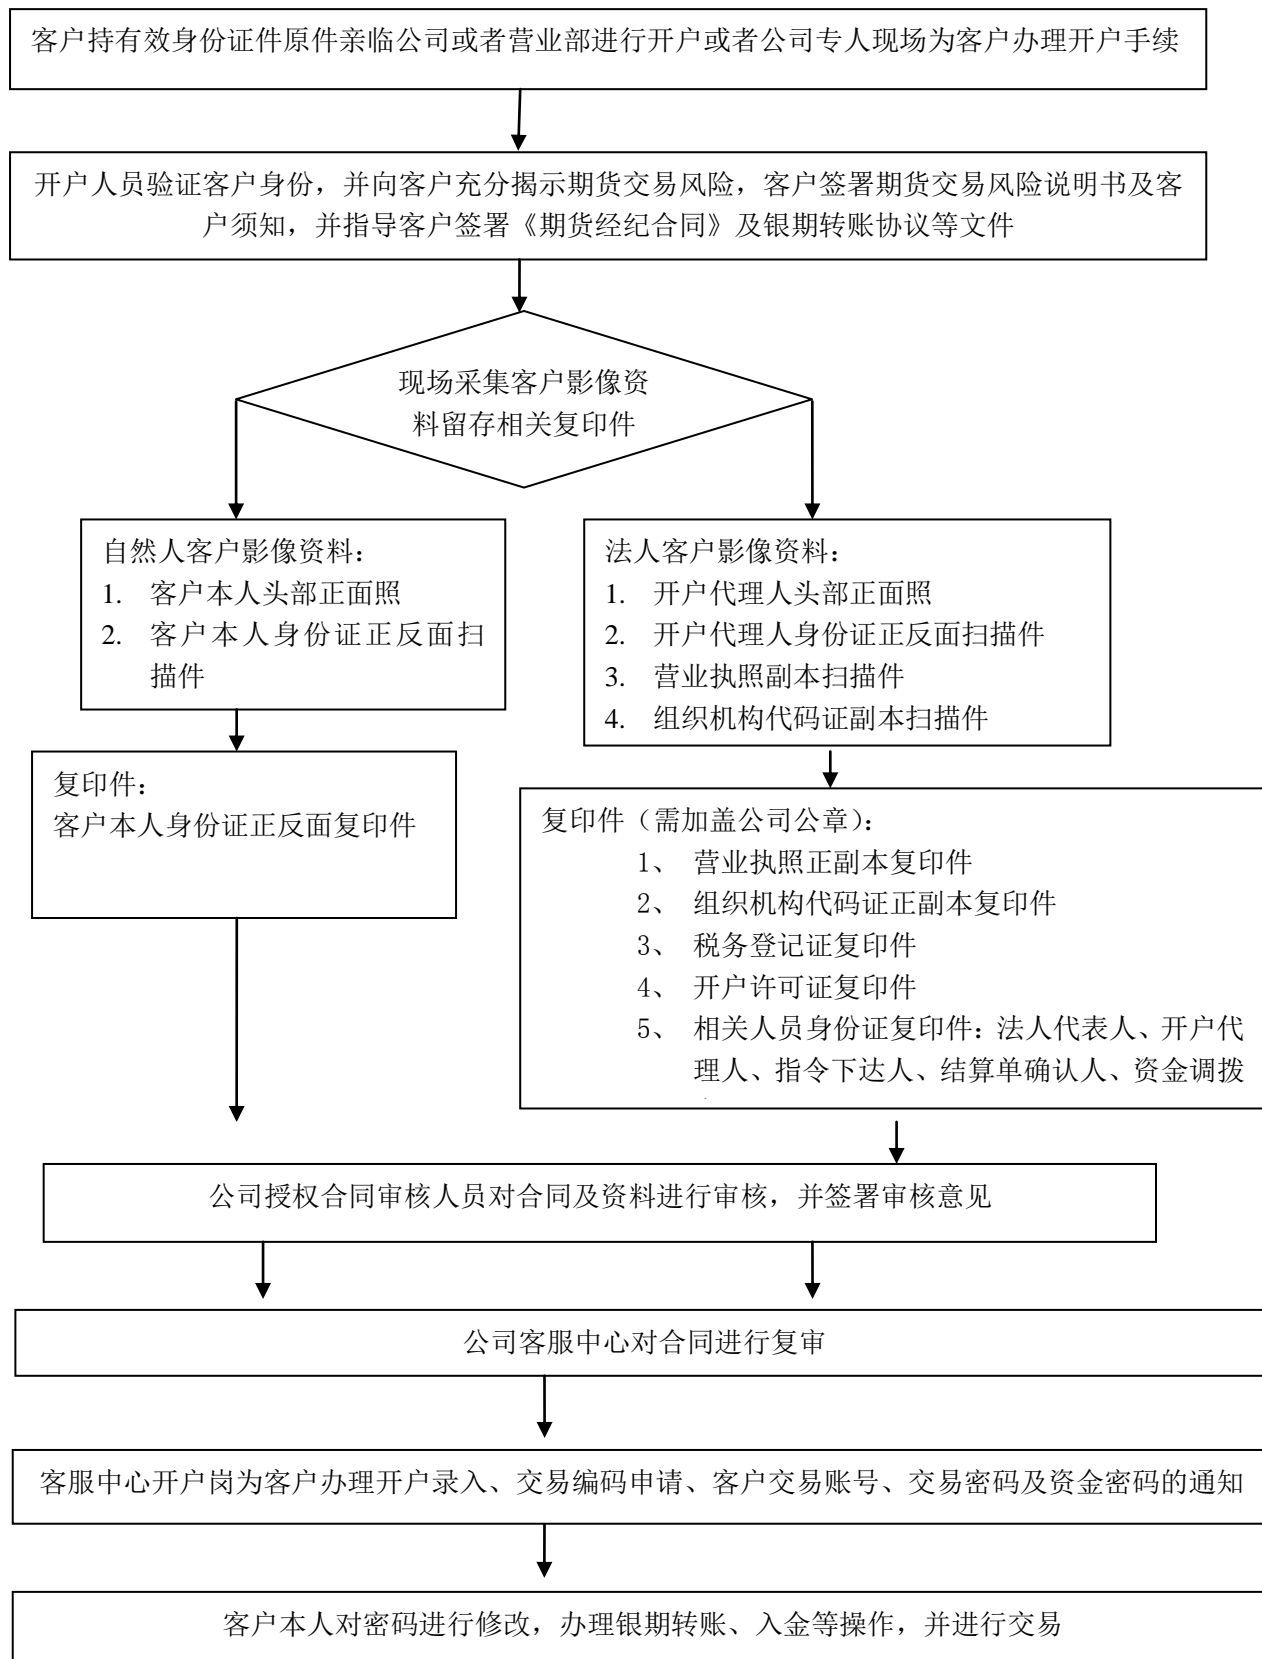 客户持有效身份证件原件亲临公司或者营业部进行开户或者公司专人现场为客户办理开户手续
开户人员验证客户身份，并向客户充分揭示期货交易风险，客户签署期货交易风险说明书及客
户须知，并指导客户签署《期货经纪合同》及银期转账协议等文件
现场采集客户影像资
料留存相关复印件
自然人客户影像资料：
1. 客户本人头部正面照
2. 客户本人身份证正反面扫
描件
法人客户影像资料：
1. 开户代理人头部正面照
2. 开户代理人身份证正反面扫描件
3. 营业执照副本扫描件
4. 组织机构代码证副本扫描件
复印件：
客户本人身份证正反面复印件
复印件（需加盖公司公章）：
1、 营业执照正副本复印件
2、 组织机构代码证正副本复印件
3、 税务登记证复印件
4、 开户许可证复印件
5、 相关人员身份证复印件：法人代表人、开户代
理人、指令下达人、结算单确认人、资金调拨
公司授权合同审核人员对合同及资料进行审核，并签署审核意见
公司客服中心对合同进行复审
客服中心开户岗为客户办理开户录入、交易编码申请、客户交易账号、交易密码及资金密码的通知
客户本人对密码进行修改，办理银期转账、入金等操作，并进行交易